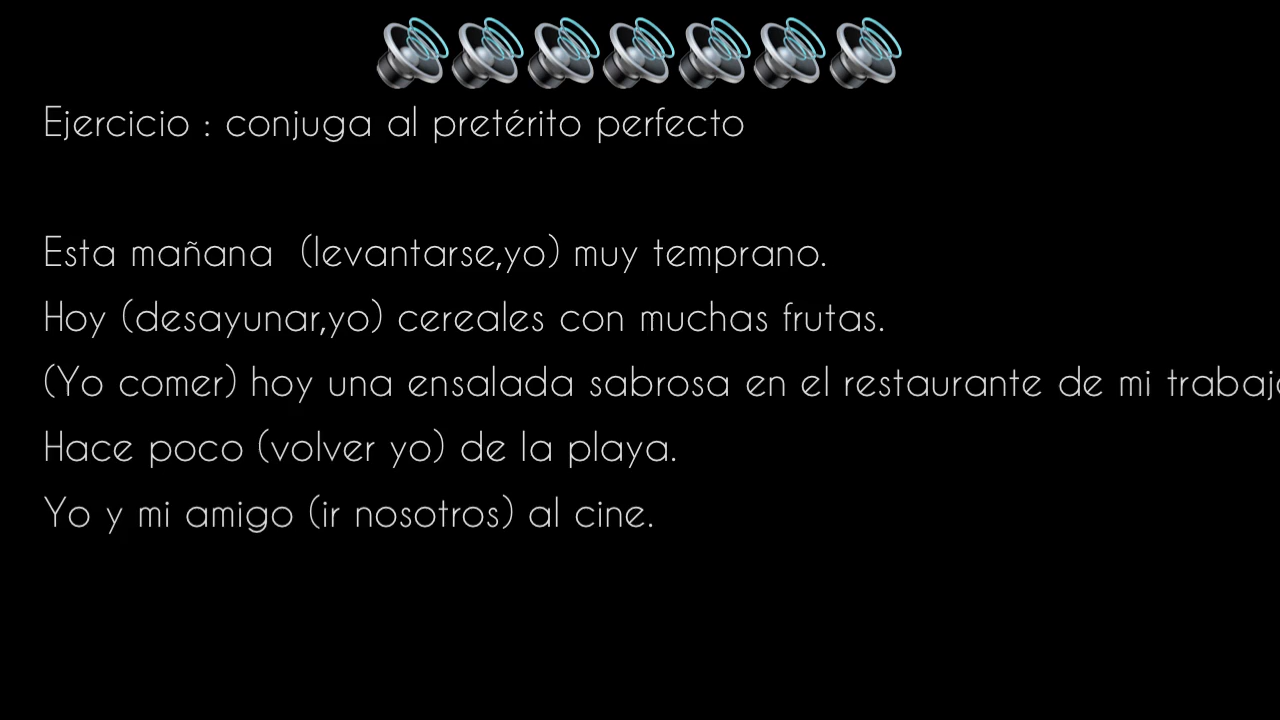 Ejercicio : conjuga al pretérito perfecto
Esta mañana (levantarse,yo) muy temprano.
Hoy (desayunar,yo) cereales con muchas frutas.
(Yo comer) hoy una ensalada sabrosa en el restaurante de mi trabajo
Hace poco (volver yo) de la playa.
Yo y mi amigo (ir nosotros) al cine.